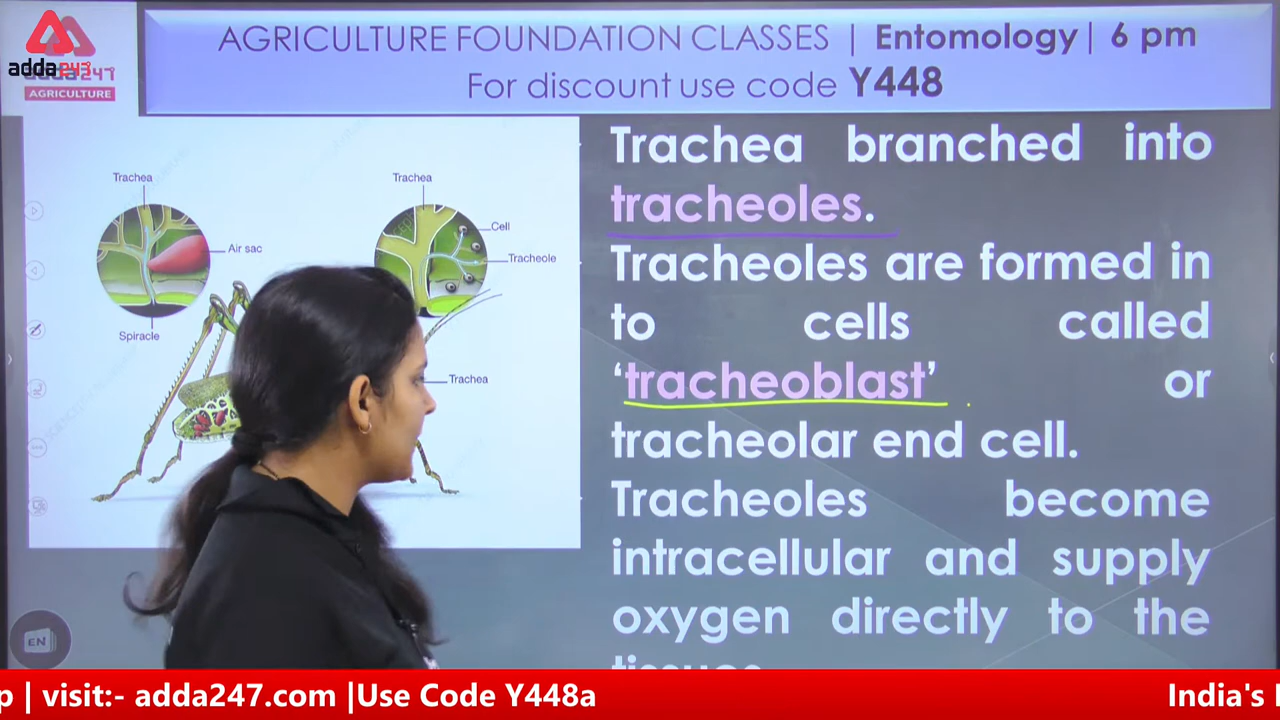 AGRICULTURE FOUNDATION CLASSES | Entomology| 6 pm
For discount use code Y448
adda247
adda247
AGRICULTURE
Trachea
Air sac
Spiracle
Trachea
Cell
Tracheole
Trachea
Trachea branched into
tracheoles.
Tracheoles are formed in
to cells called
‘tracheoblast’ or
tracheolar end cell.
Tracheoles become
intracellular and supply
oxygen directly to the
EN
p | visit:- adda247.com |Use Code Y448a
India's